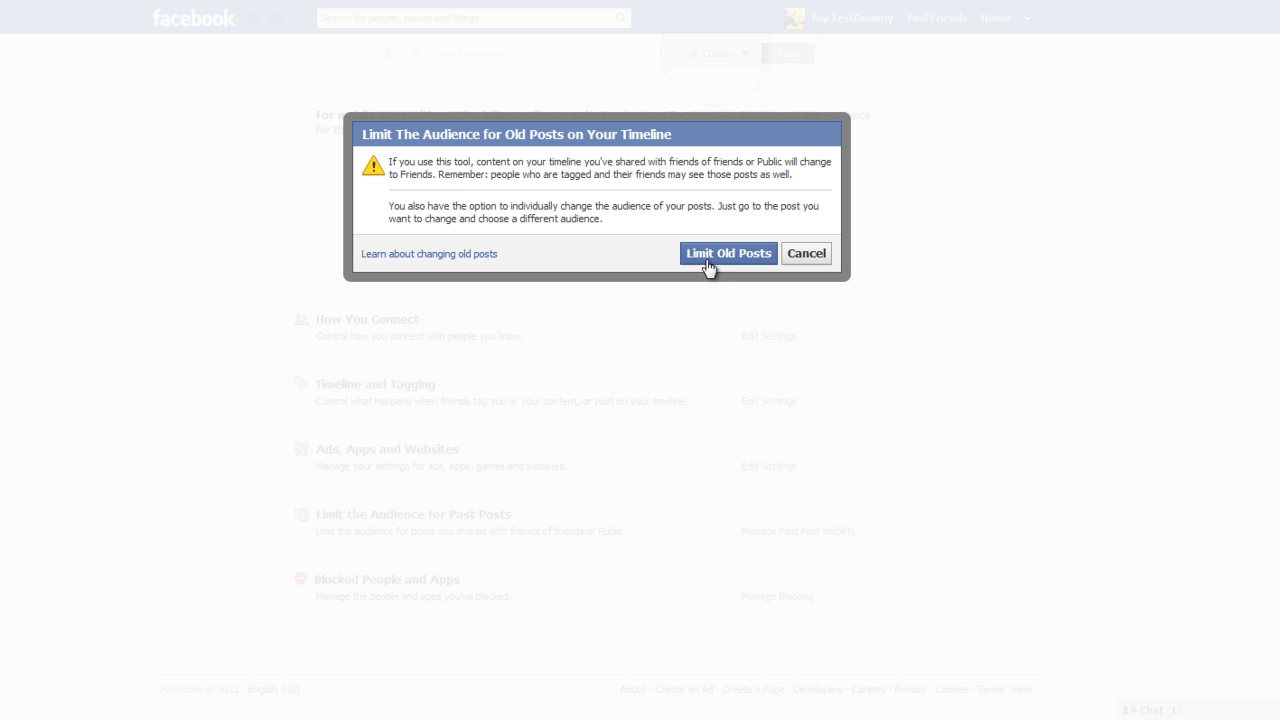 facebook
Search for people, places and things
Jay TestDummy Find Friends Home
Custom
For
Limit The Audience for Old Posts on Your Timeline
If you use this tool, content on your timeline you've shared with friends of friends or Public will change
to Friends. Remember: people who are tagged and their friends may see those posts as well.
You also have the option to individually change the audience of your posts. Just go to the post you
want to change and choose a different audience.
Learn about changing old posts
Limit Old Posts
Cancel
How You Connect
Control how you connect with people you know.
Edit Settings
Timeline and Tagging
Control what happens when friends tag you or your content, or post on your timeline.
Edit Settings
Ads, Apps and Websites
Manage your settings for ads, apps, games and websites.
Edit Settings
Limit the Audience for Past Posts
Limit the audience for posts you shared with friends of friends or Public
Manage Past Post Visibility
Blocked People and Apps
Manage the people and apps you've blocked.
Manage Blocking
Facebook © 2012 · English (US)
About · Create an Ad · Create a Page · Developers · Careers · Privacy · Cookies · Terms · Help
Chat (1)